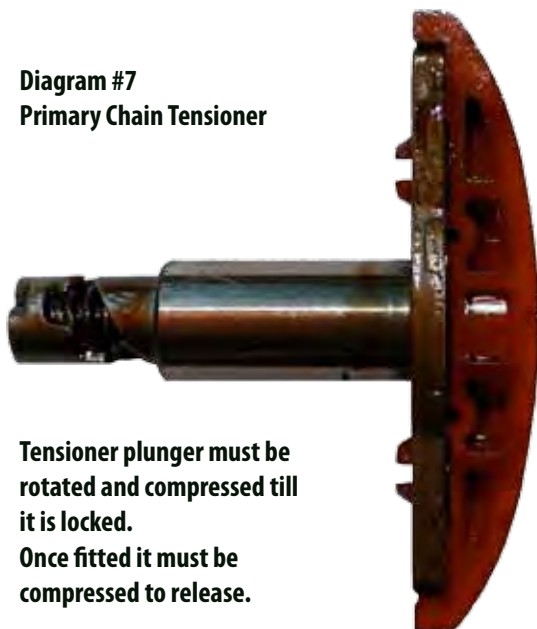 Diagram #7
Primary Chain Tensioner
Tensioner plunger must be
rotated and compressed till
it is locked.
Once fitted it must be
compressed to release.